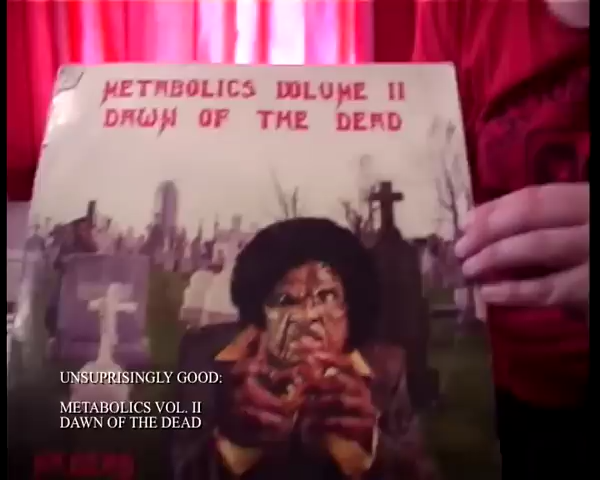 METABOLICS VOLUME II
DAWN OF THE DEAD
UNSUPRISINGLY GOOD:
METABOLICS VOL. II
DAWN OF THE DEAD